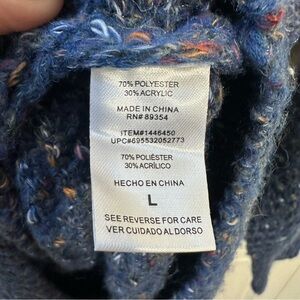 70% POLYESTER
30% ACRYLIC
MADE IN CHINA
RN# 89354
ITEM#1446450
UPC#695532052773
70% POLIÉSTER
30% ACRÍLICO
HECHO EN CHINA
L
SEE REVERSE FOR CARE
VER CUIDADO AL DORSO